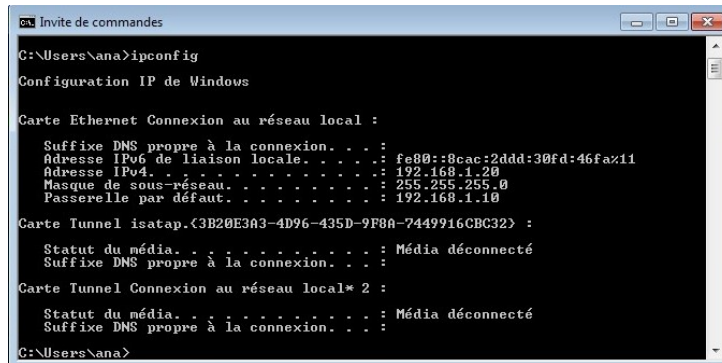 Invite de commandes
C:\Users\ana>ipconfig
Configuration IP de Windows
Carte Ethernet Connexion au réseau local :
Suffixe DNS propre à la connexion. . . :
Adresse IPv6 de liaison locale. . . . .: fe80::8cac:2ddd:30fd:46fa%11
Adresse IPv4. . . . . . . . . . . . . .: 192.168.1.20
Masque de sous-réseau. . . . . . . . . : 255.255.255.0
Passerelle par défaut. . . . . . . . . : 192.168.1.10
Carte Tunnel isatap.{3B20E3A3-4D96-435D-9F8A-7449916CBC32} :
Statut du média. . . . . . . . . . . . : Média déconnecté
Suffixe DNS propre à la connexion. . . :
Carte Tunnel Connexion au réseau local* 2 :
Statut du média. . . . . . . . . . . . : Média déconnecté
Suffixe DNS propre à la connexion. . . :
C:\Users\ana>